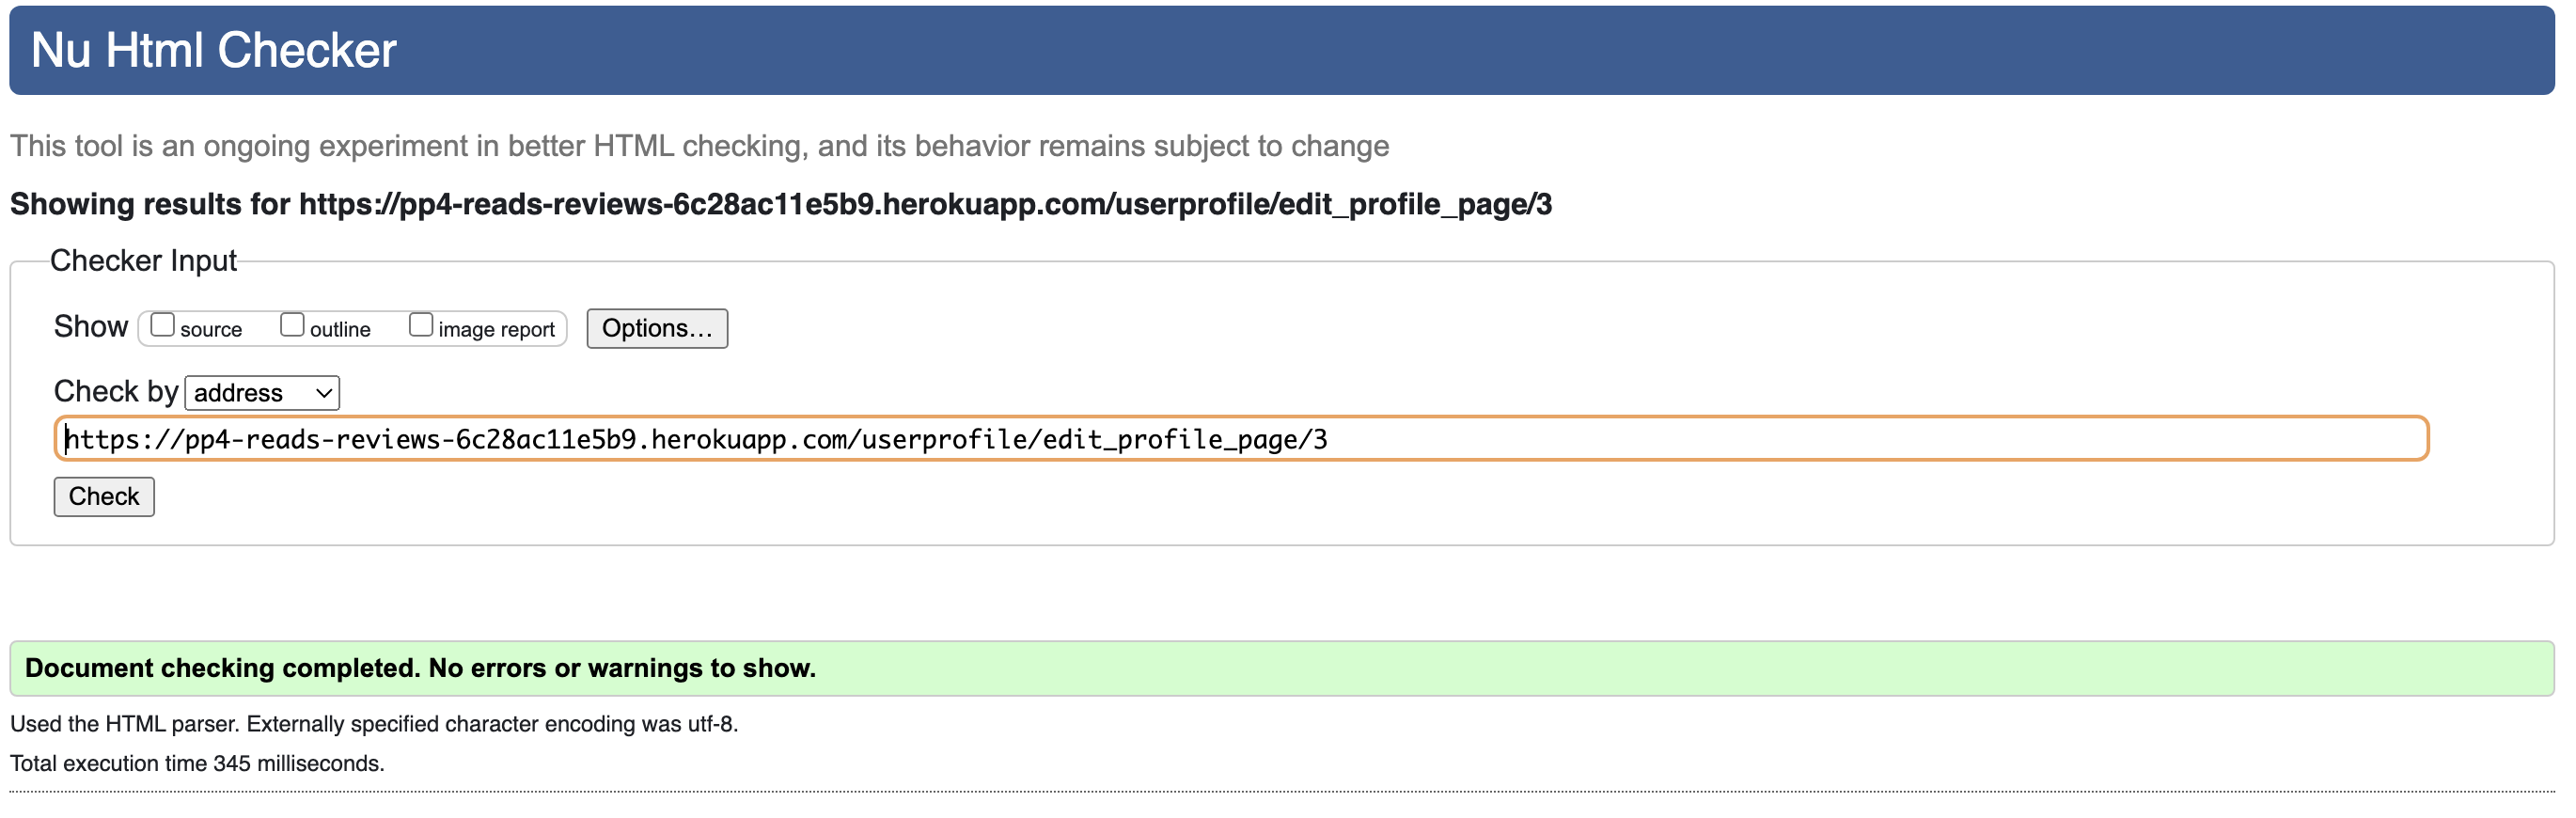 Nu Html Checker
This tool is an ongoing experiment in better HTML checking, and its behavior remains subject to change
Showing results for https://pp4-reads-reviews-6c28ac11e5b9.herokuapp.com/userprofile/edit_profile_page/3
Checker Input
Show source outline image report Options...
Check by address
https://pp4-reads-reviews-6c28ac11e5b9.herokuapp.com/userprofile/edit_profile_page/3
Check
Document checking completed. No errors or warnings to show.
Used the HTML parser. Externally specified character encoding was utf-8.
Total execution time 345 milliseconds.